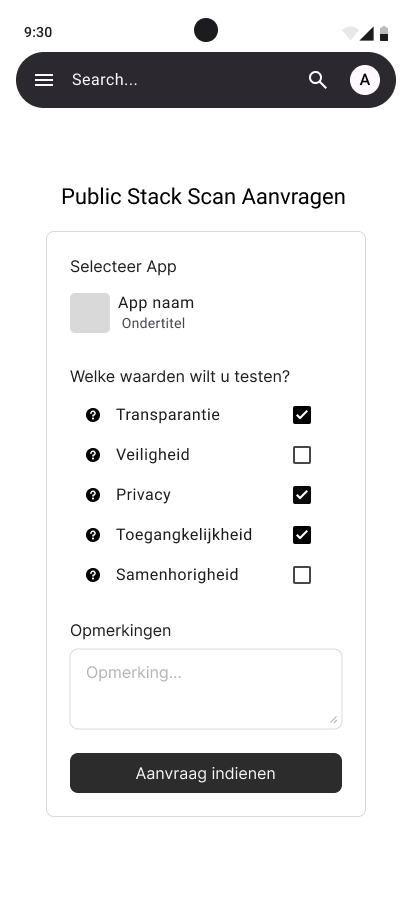 9:30
Search...
A
Public Stack Scan Aanvragen
Selecteer App
App naam
Ondertitel
Welke waarden wilt u testen?
Transparantie
Veiligheid
Privacy
Toegangkelijkheid
Samenhorigheid
Opmerkingen
Opmerking...
Aanvraag indienen